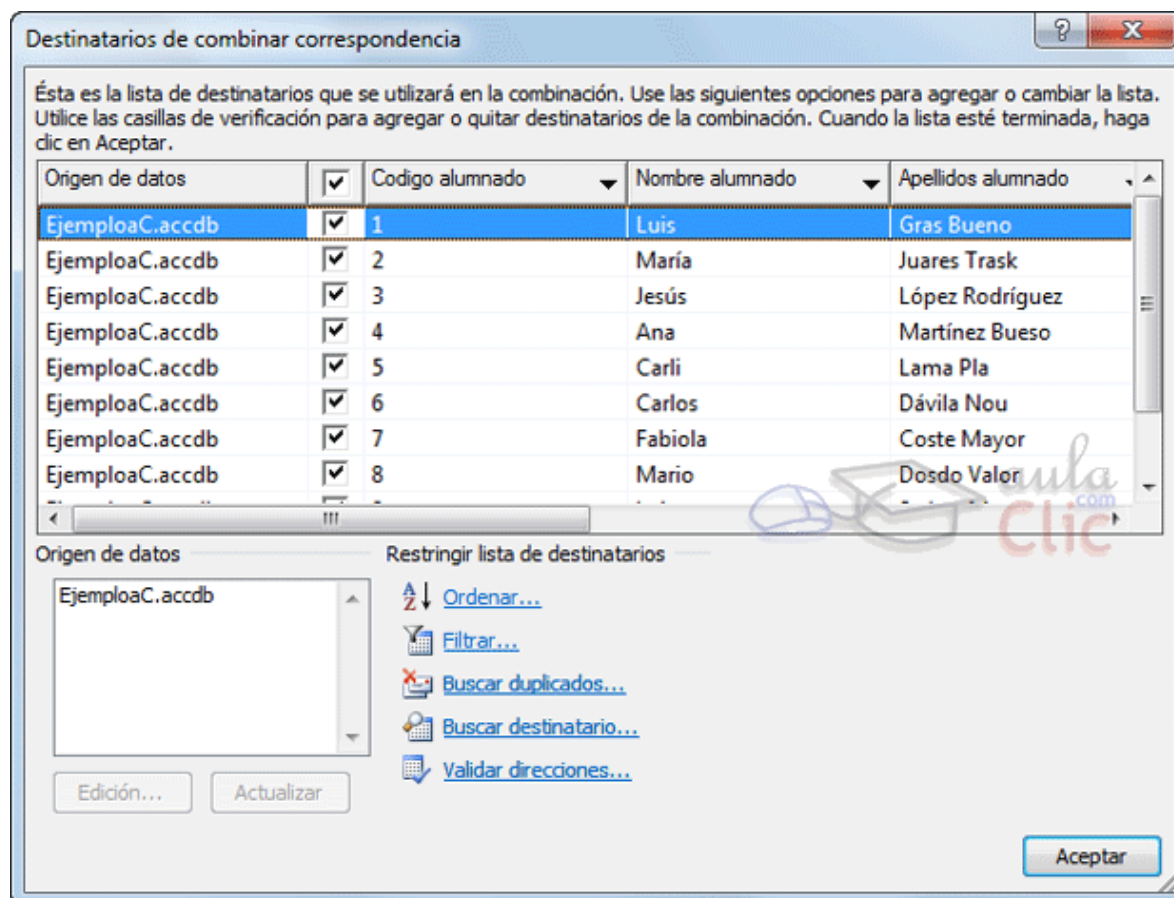 Destinatarios de combinar correspondencia
Ésta es la lista de destinatarios que se utilizará en la combinación. Use las siguientes opciones para agregar o cambiar la lista.
Utilice las casillas de verificación para agregar o quitar destinatarios de la combinación. Cuando la lista esté terminada, haga
clic en Aceptar.
Origen de datos Codigo alumnado Nombre alumnado Apellidos alumnado
EjemploaC.accdb 1 Luis Gras Bueno
EjemploaC.accdb 2 María Juares Trask
EjemploaC.accdb 3 Jesús López Rodríguez
EjemploaC.accdb 4 Ana Martínez Bueso
EjemploaC.accdb 5 Carli Lama Pla
EjemploaC.accdb 6 Carlos Dávila Nou
EjemploaC.accdb 7 Fabiola Coste Mayor
EjemploaC.accdb 8 Mario Dosdo Valor
aula
.com
Clic
Origen de datos Restringir lista de destinatarios
EjemploaC.accdb
Ordenar...
Filtrar...
Buscar duplicados...
Buscar destinatario...
Validar direcciones...
Edición... Actualizar
Aceptar